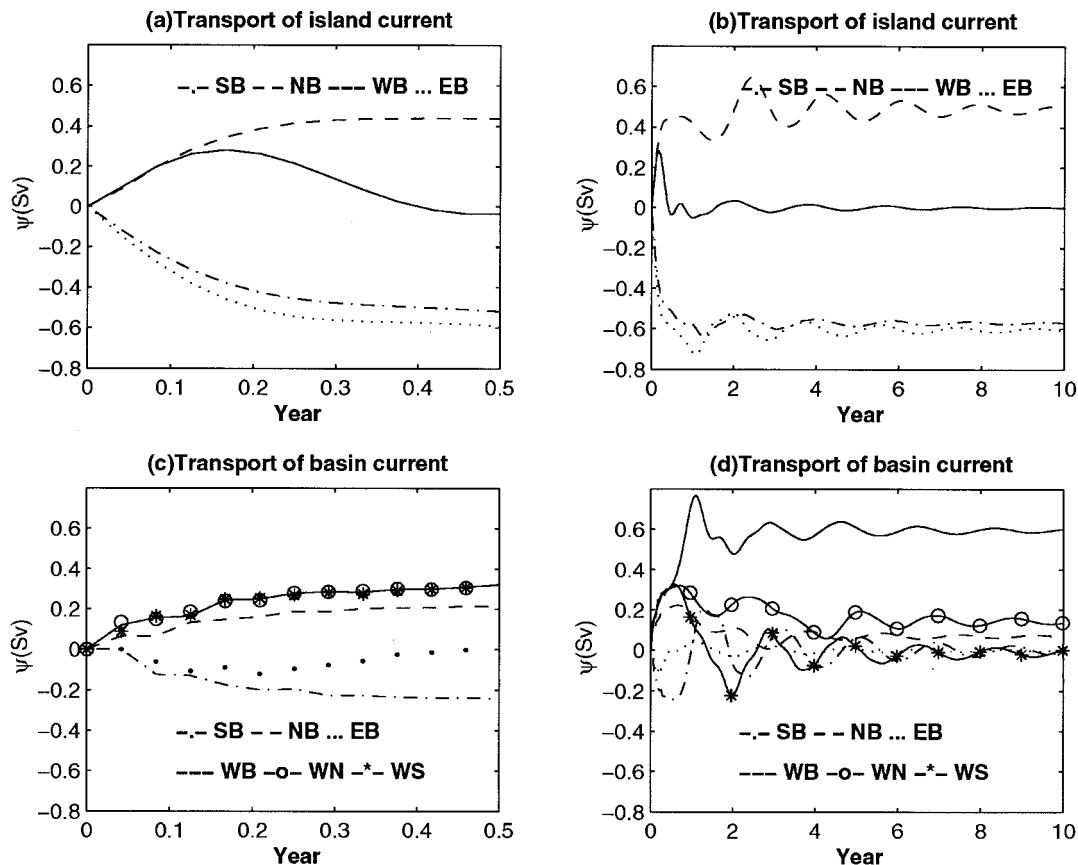 (a)Transport of island current
ψ(Sv)
0.6
0.4
0.2
0
−0.2
−0.4
−0.6
−0.8
−.− SB − − NB −−− WB ... EB
0 0.1 0.2 0.3 0.4 0.5
Year
(b)Transport of island current
ψ(Sv)
0.6
0.4
0.2
0
−0.2
−0.4
−0.6
−0.8
−.− SB − − NB −−− WB ... EB
0 2 4 6 8 10
Year
(c)Transport of basin current
ψ(Sv)
0.6
0.4
0.2
0
−0.2
−0.4
−0.6
−0.8
−.− SB − − NB ... EB
−−− WB −o− WN −*− WS
0 0.1 0.2 0.3 0.4 0.5
Year
(d)Transport of basin current
ψ(Sv)
0.6
0.4
0.2
0
−0.2
−0.4
−0.6
−0.8
−.− SB − − NB ... EB
−−− WB −o− WN −*− WS
0 2 4 6 8 10
Year